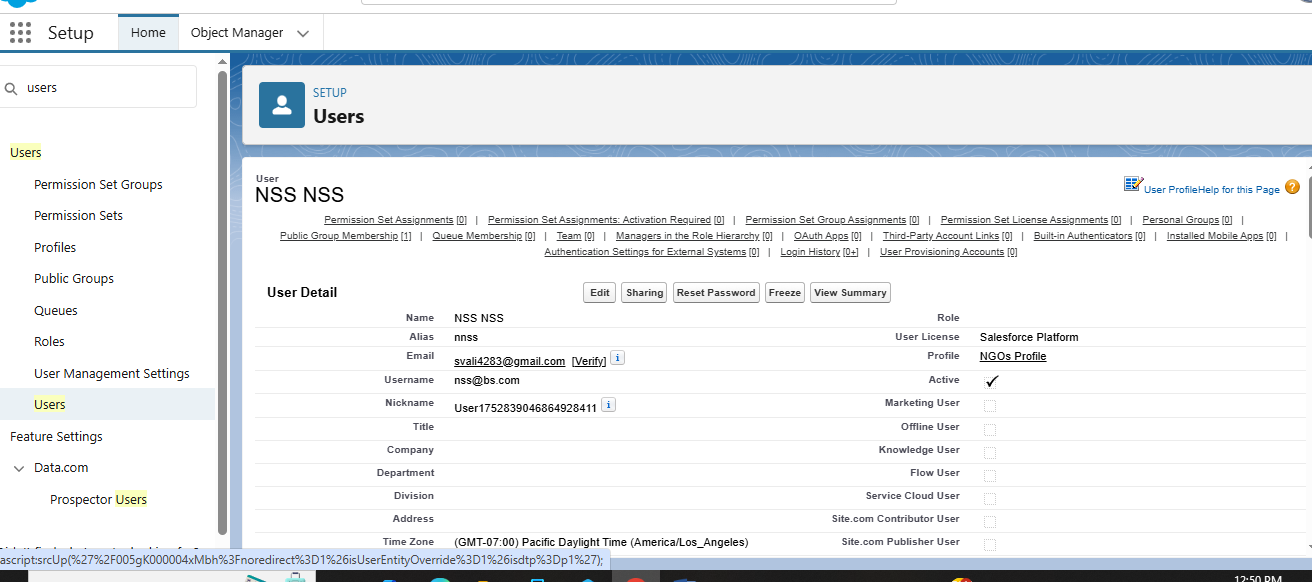 Setup
Home
Object Manager
users
Users
Permission Set Groups
Permission Sets
Profiles
Public Groups
Queues
Roles
User Management Settings
Users
Feature Settings
Data.com
Prospector Users
SETUP
Users
User
NSS NSS
User Profile Help for this Page ?
Permission Set Assignments [0] | Permission Set Assignments: Activation Required [0] | Permission Set Group Assignments [0] | Permission Set License Assignments [0] | Personal Groups [0] |
Public Group Membership [1] | Queue Membership [0] | Team [0] | Managers in the Role Hierarchy [0] | OAuth Apps [0] | Third-Party Account Links [0] | Built-in Authenticators [0] | Installed Mobile Apps [0] |
Authentication Settings for External Systems [0] | Login History [0+] | User Provisioning Accounts [0]
User Detail
Edit Sharing Reset Password Freeze View Summary
Name NSS NSS Role
Alias nnss User License Salesforce Platform
Email svali4283@gmail.com [Verify] i Profile NGOs Profile
Username nss@bs.com Active
Nickname User1752839046864928411 i Marketing User
Title Offline User
Company Knowledge User
Department Flow User
Division Service Cloud User
Address Site.com Contributor User
Time Zone (GMT-07:00) Pacific Daylight Time (America/Los_Angeles) Site.com Publisher User
ascript:srcUp(%27%2F005gK000004xMbh%3Fnoredirect%3D1%26isUserEntityOverride%3D1%26isdtp%3Dp1%27);
12:50 PM